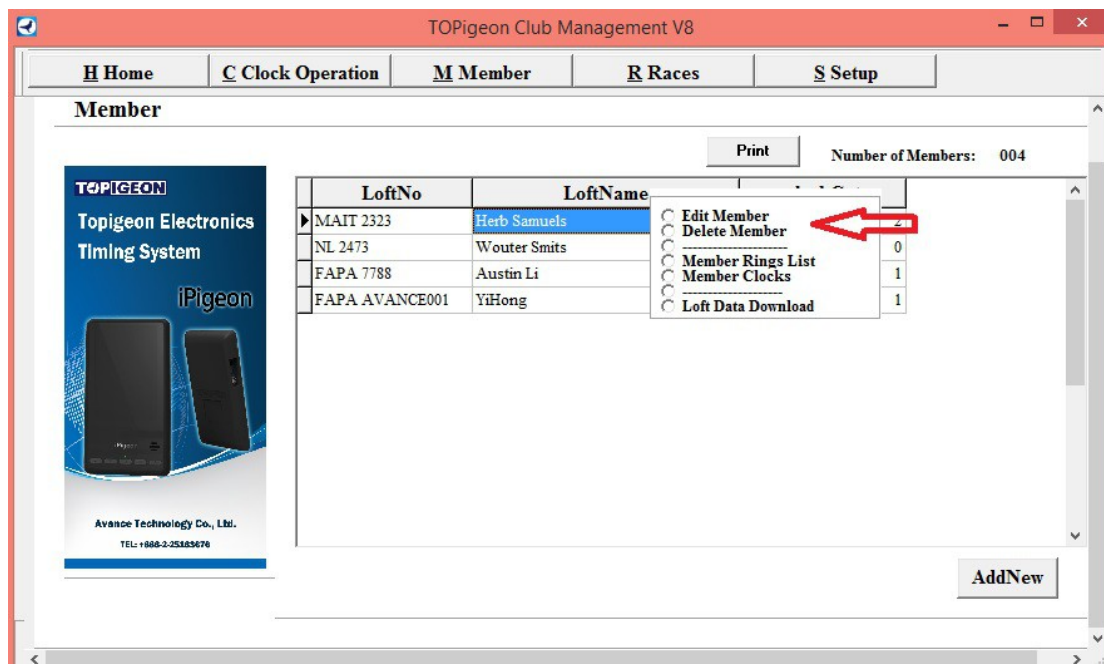 TOPigeon Club Management V8
H Home C Clock Operation M Member R Races S Setup
Member
Print Number of Members: 004
TOPIGEON
Topigeon Electronics
Timing System
iPigeon
Avance Technology Co., Ltd.
LoftNo LoftName
MAIT 2323 Herb Samuels 2
NL 2473 Wouter Smits 0
FAPA 7788 Austin Li 1
FAPA AVANCE001 YiHong 1
Edit Member
Delete Member
---------------------
Member Rings List
Member Clocks
--------------------
Loft Data Download
AddNew